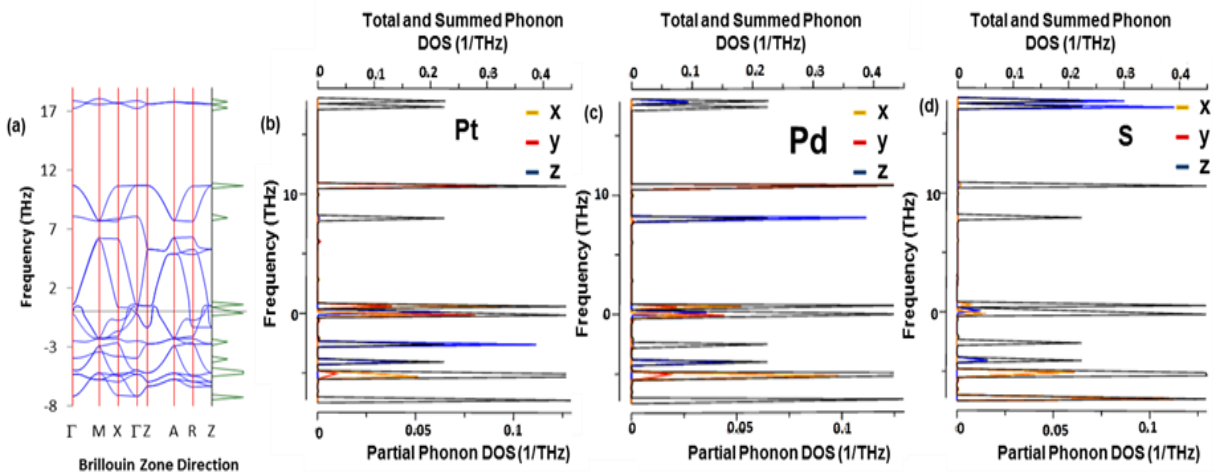 (a)
Frequency (THz)
17
12
7
2
-3
-8
Γ M X Γ Z A R Z
Brillouin Zone Direction
Total and Summed Phonon
DOS (1/THz)
0 0.1 0.2 0.3 0.4
(b)
Pt
x
y
z
Frequency (THz)
10
0
0 0.05 0.1
Partial Phonon DOS (1/THz)
Total and Summed Phonon
DOS (1/THz)
0 0.1 0.2 0.3 0.4
(c)
Pd
x
y
z
Frequency (THz)
10
0
0 0.05 0.1
Partial Phonon DOS (1/THz)
Total and Summed Phonon
DOS (1/THz)
0 0.1 0.2 0.3 0.4
(d)
S
x
y
z
Frequency (THz)
10
0
0 0.05 0.1
Partial Phonon DOS (1/THz)